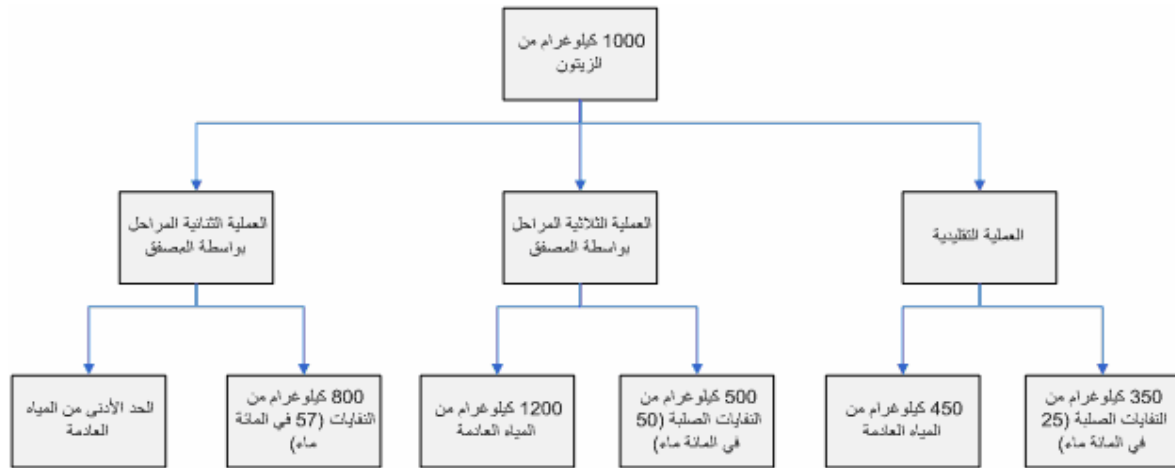 1000 كيلوغرام من
الزيتون
العملية التقليدية
العملية الثلاثية المراحل
بواسطة المصفق
العملية الثنائية المراحل
بواسطة المصفق
350 كيلوغرام من
النفايات الصلبة (25
في المائة ماء)
450 كيلوغرام من
المياه العادمة
500 كيلوغرام من
النفايات الصلبة (50
في المائة ماء)
1200 كيلوغرام من
المياه العادمة
800 كيلوغرام من
النفايات (57 في المائة
ماء)
الحد الأدنى من المياه
العادمة